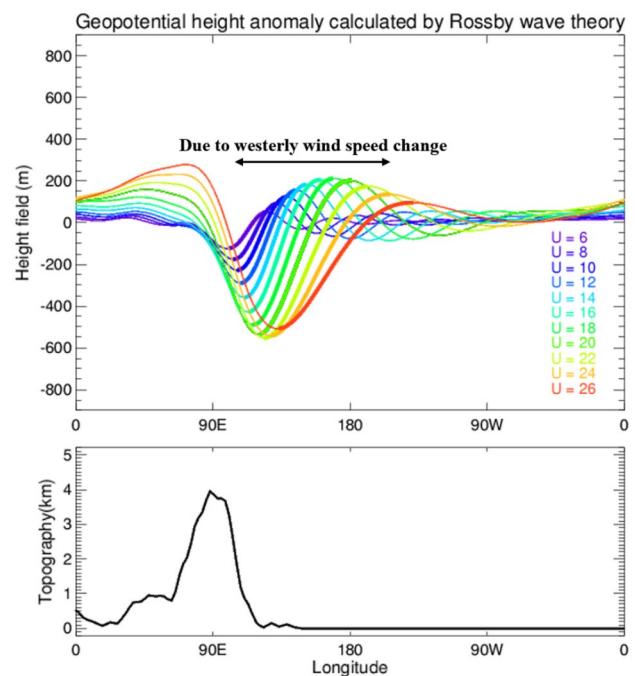 Geopotential height anomaly calculated by Rossby wave theory
800
600
400
200
0
-200
-400
-600
-800
Height field (m)
Due to westerly wind speed change
U = 6
U = 8
U = 10
U = 12
U = 14
U = 16
U = 18
U = 20
U = 22
U = 24
U = 26
0 90E 180 90W 0
5
4
3
2
1
0
Topography(km)
0 90E 180 90W 0
Longitude